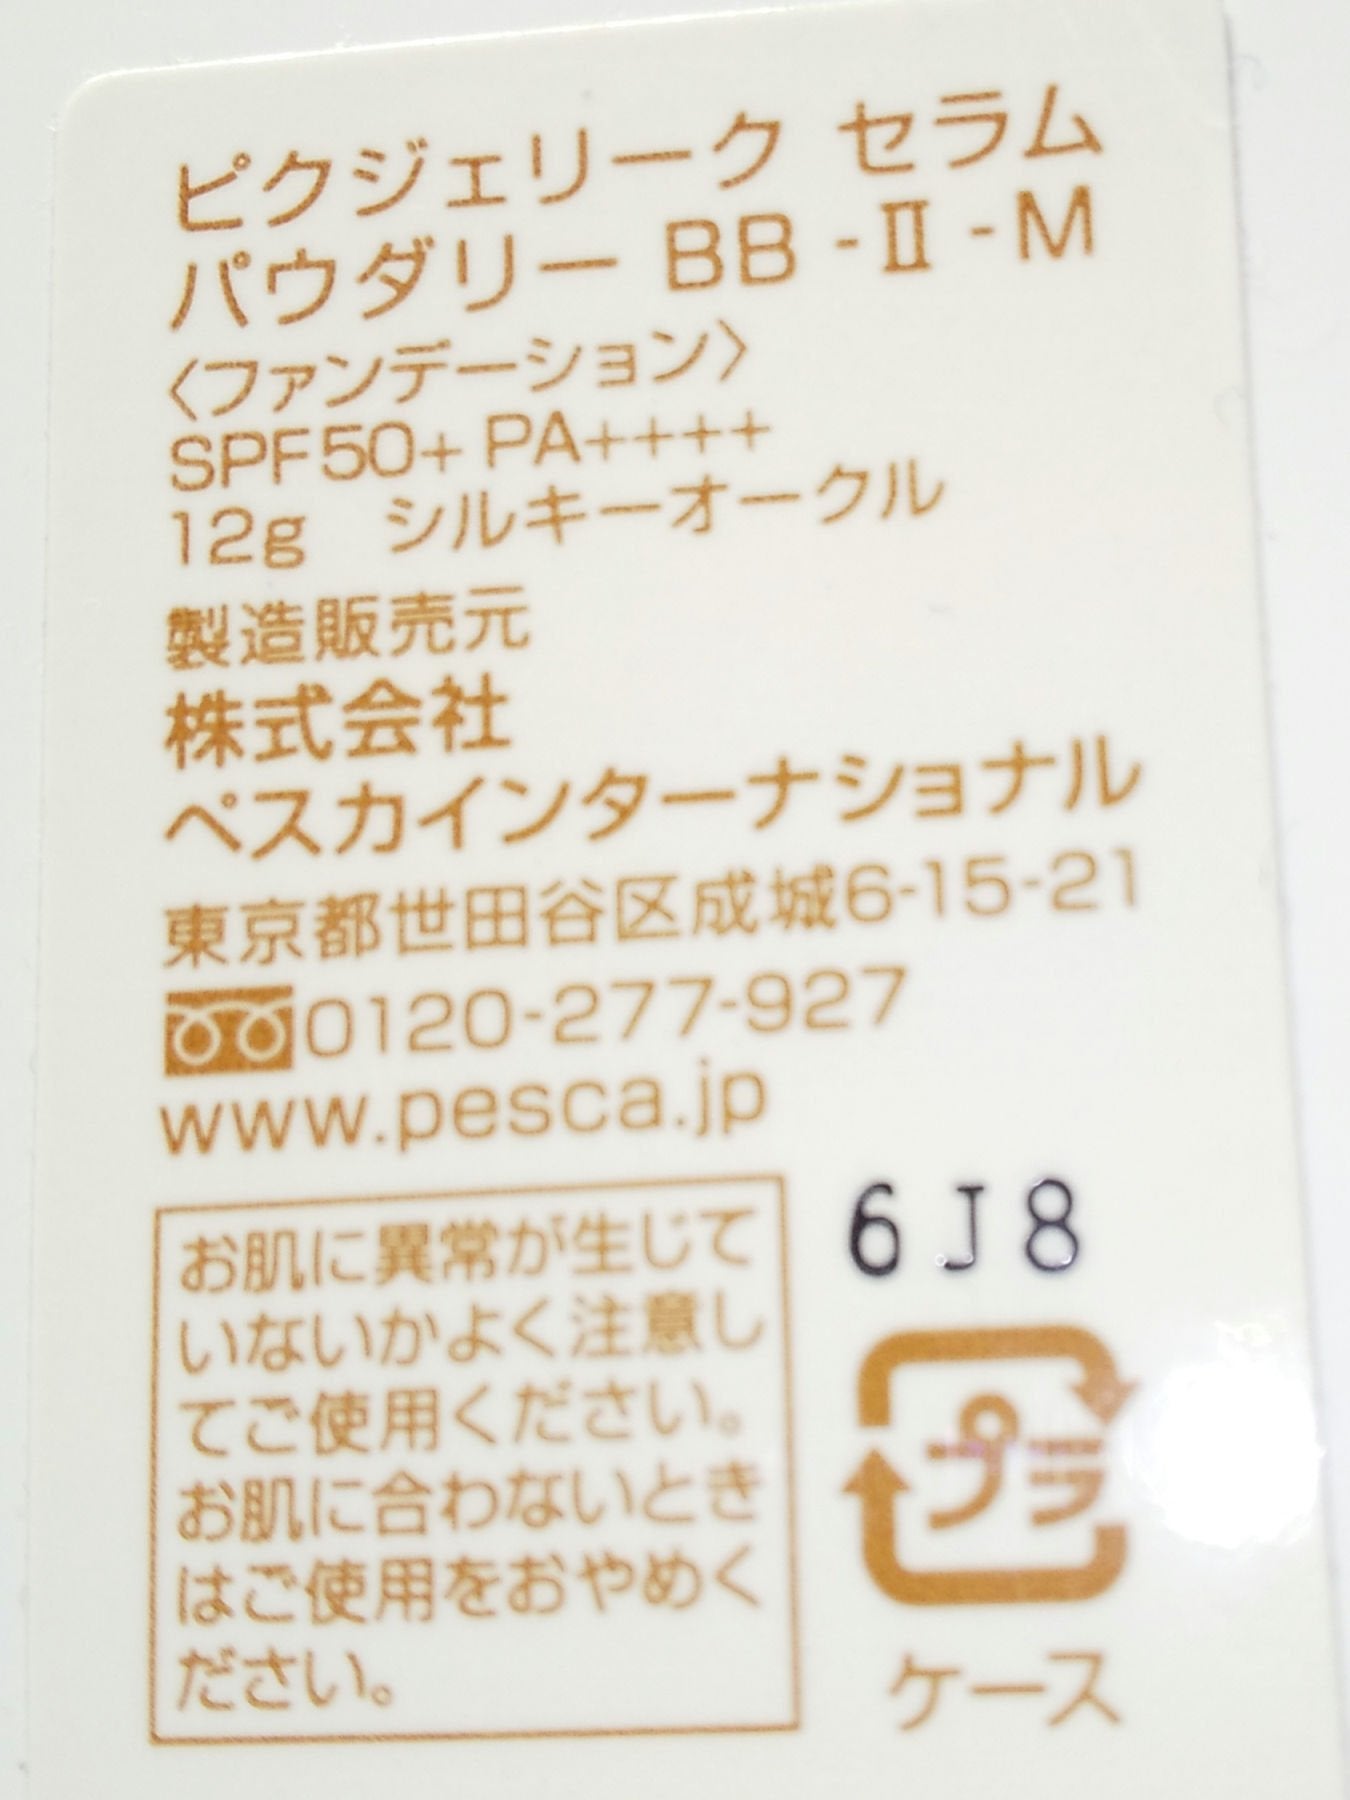 ピクジェリーク セラム
パウダリー BB -Ⅱ -M
〈ファンデーション〉
SPF50+ PA++++
12g シルキーオークル
製造販売元
株式会社
ペスカインターナショナル
東京都世田谷区成城6-15-21
0120-277-927
www.pesca.jp
お肌に異常が生じて
いないかよく注意し
てご使用ください。
お肌に合わないとき
はご使用をおやめく
ださい。
6J8
プラ
ケース